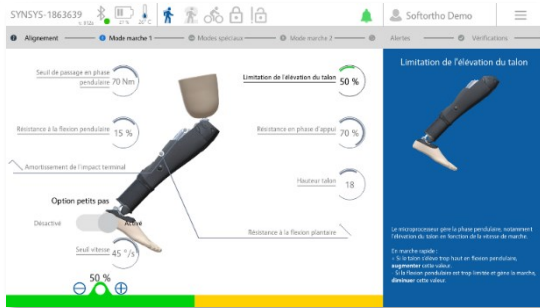 SYNSYS-1863639
Softortho Demo
Alignement
Mode marche 1
Modes spéciaux
Mode marche 2
Alertes
Vérifications
Seuil de passage en phase
pendulaire
70 Nm
Limitation de l'élévation du talon
50 %
Résistance à la flexion pendulaire
15 %
Résistance en phase d'appui
70 %
Amortissement de l'impact terminal
Hauteur talon
18
Option petits pas
Désactivé
Activé
Résistance à la flexion plantaire
Seuil vitesse
45 °/s
50 %
Limitation de l'élévation du talon
Le microprocesseur gère la phase pendulaire, notamment
l'élévation du talon en fonction de la vitesse de marche.
En marche rapide :
- Si le talon s'élève trop haut en flexion pendulaire,
augmenter cette valeur.
- Si la flexion pendulaire est trop limitée et gêne la marche,
diminuer cette valeur.